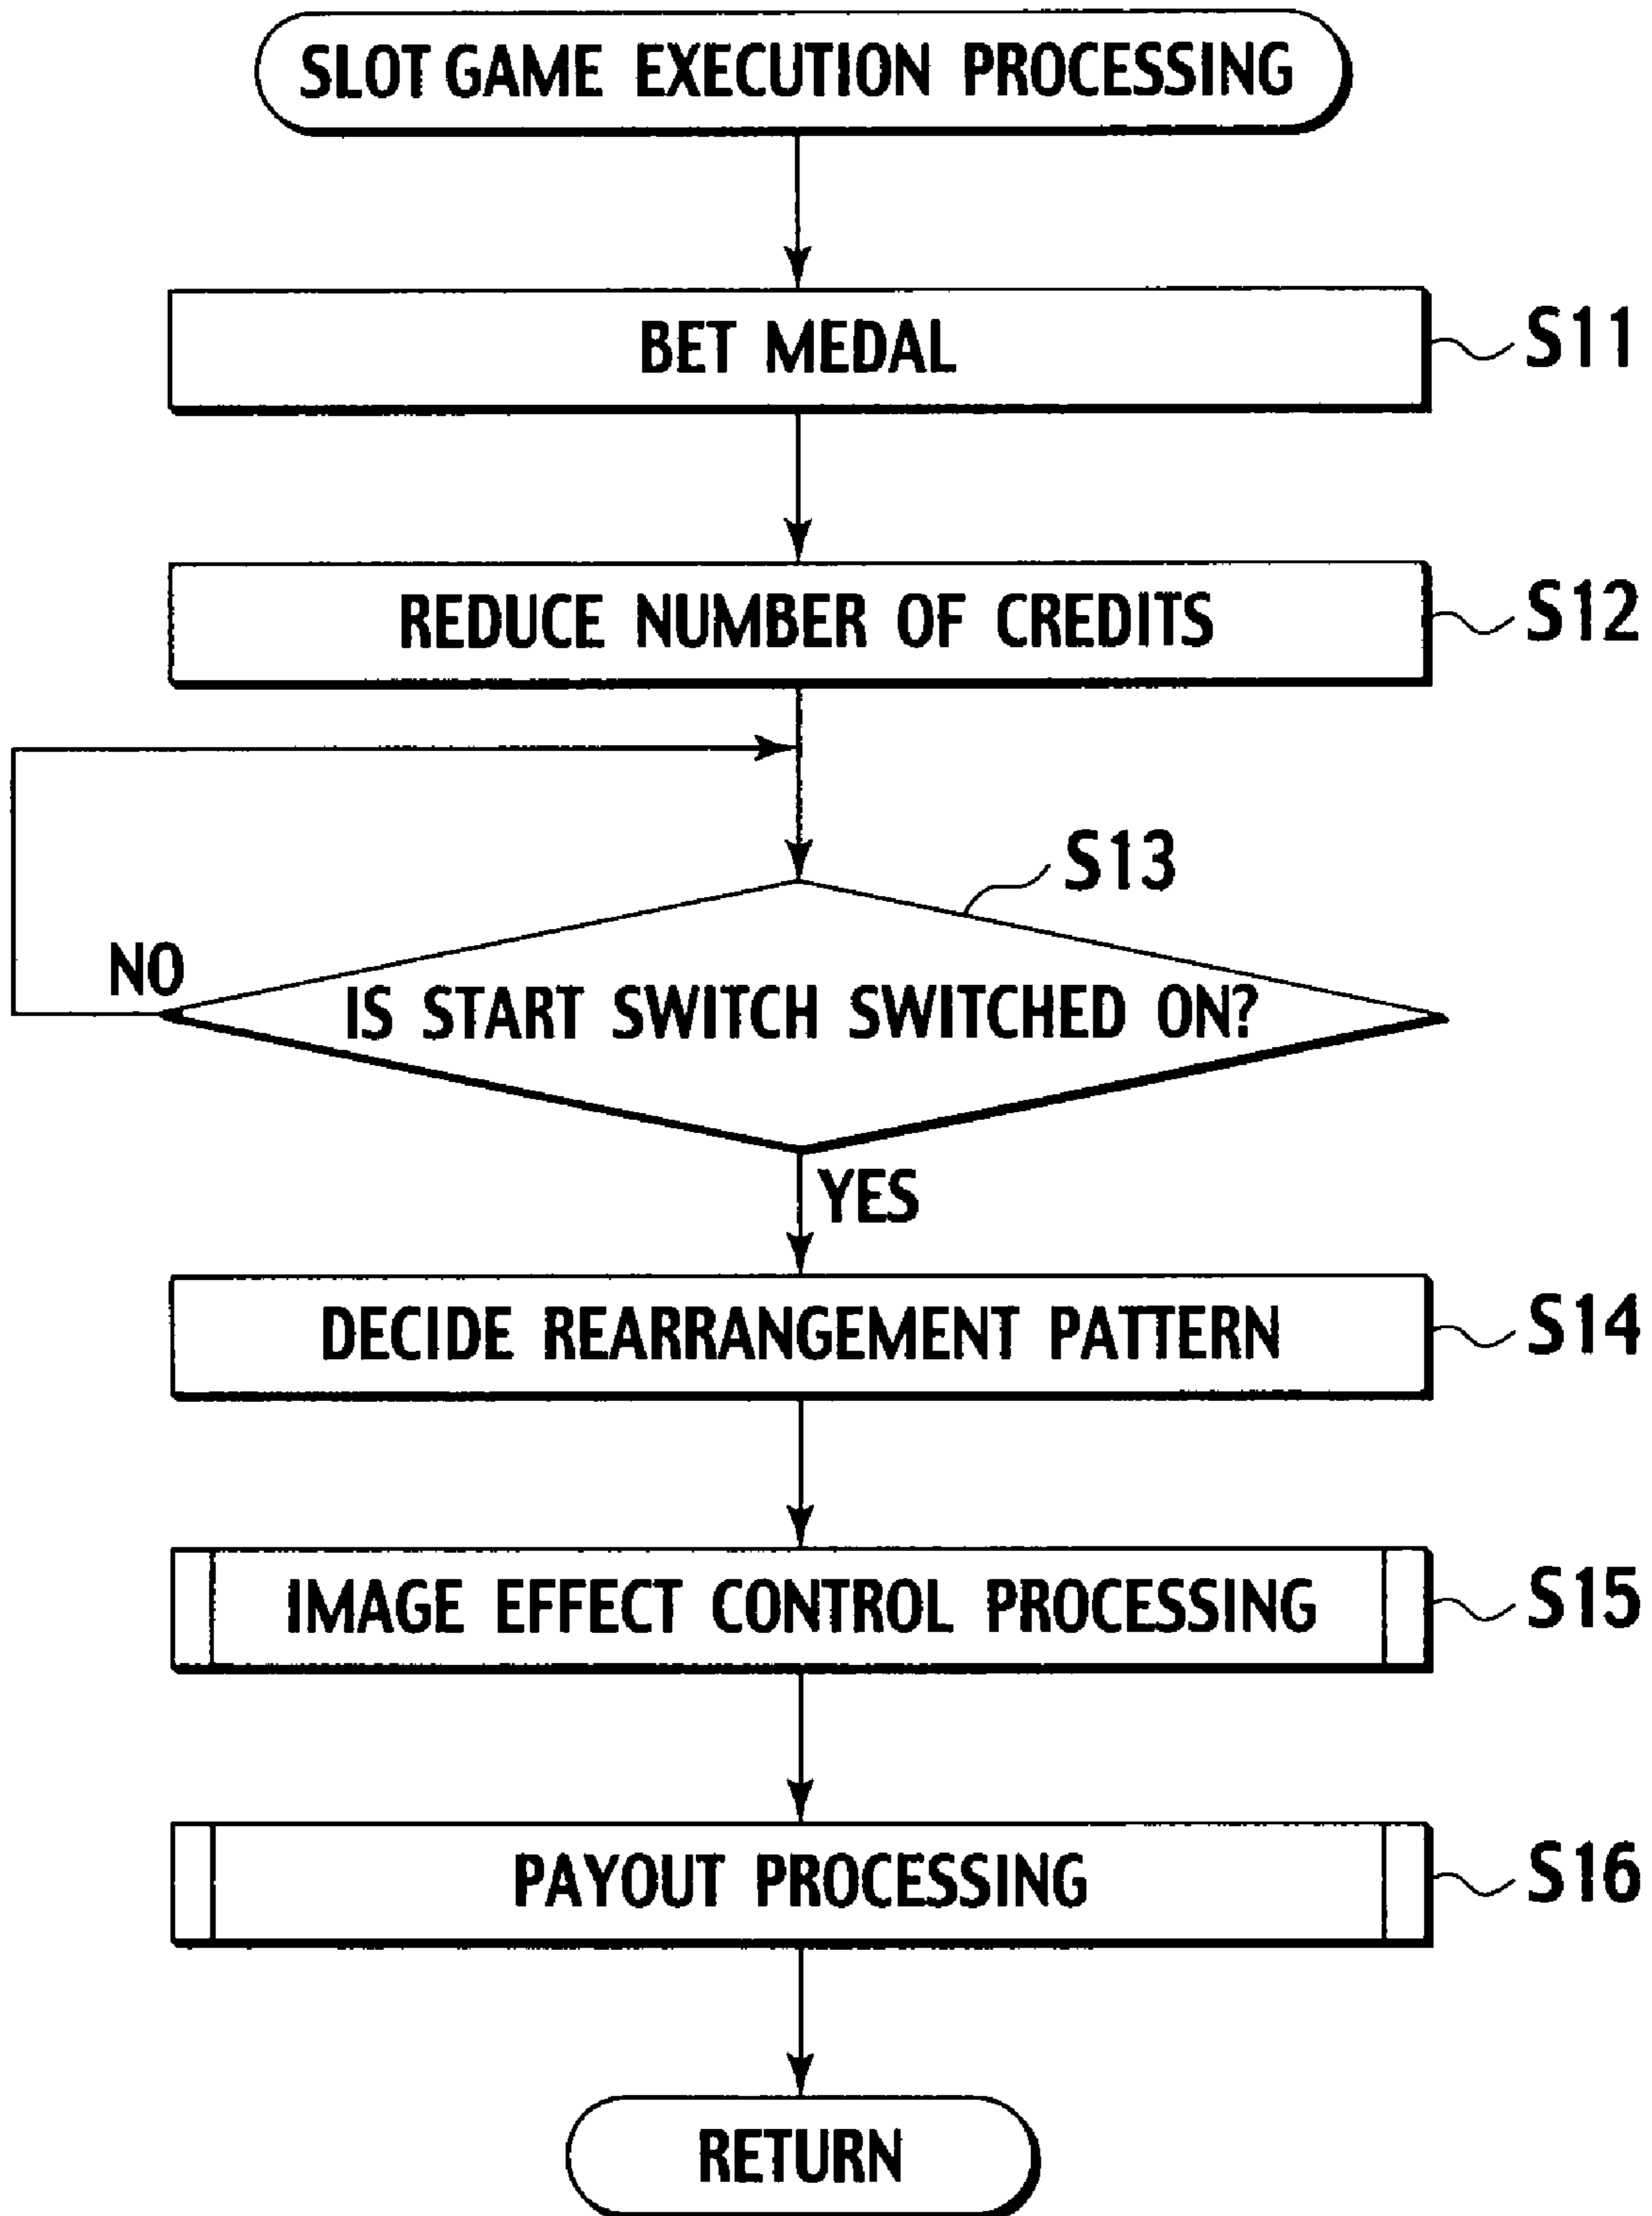 SLOT GAME EXECUTION PROCESSING
BET MEDAL
S11
REDUCE NUMBER OF CREDITS
S12
S13
NO
IS START SWITCH SWITCHED ON?
YES
DECIDE REARRANGEMENT PATTERN
S14
IMAGE EFFECT CONTROL PROCESSING
S15
PAYOUT PROCESSING
S16
RETURN